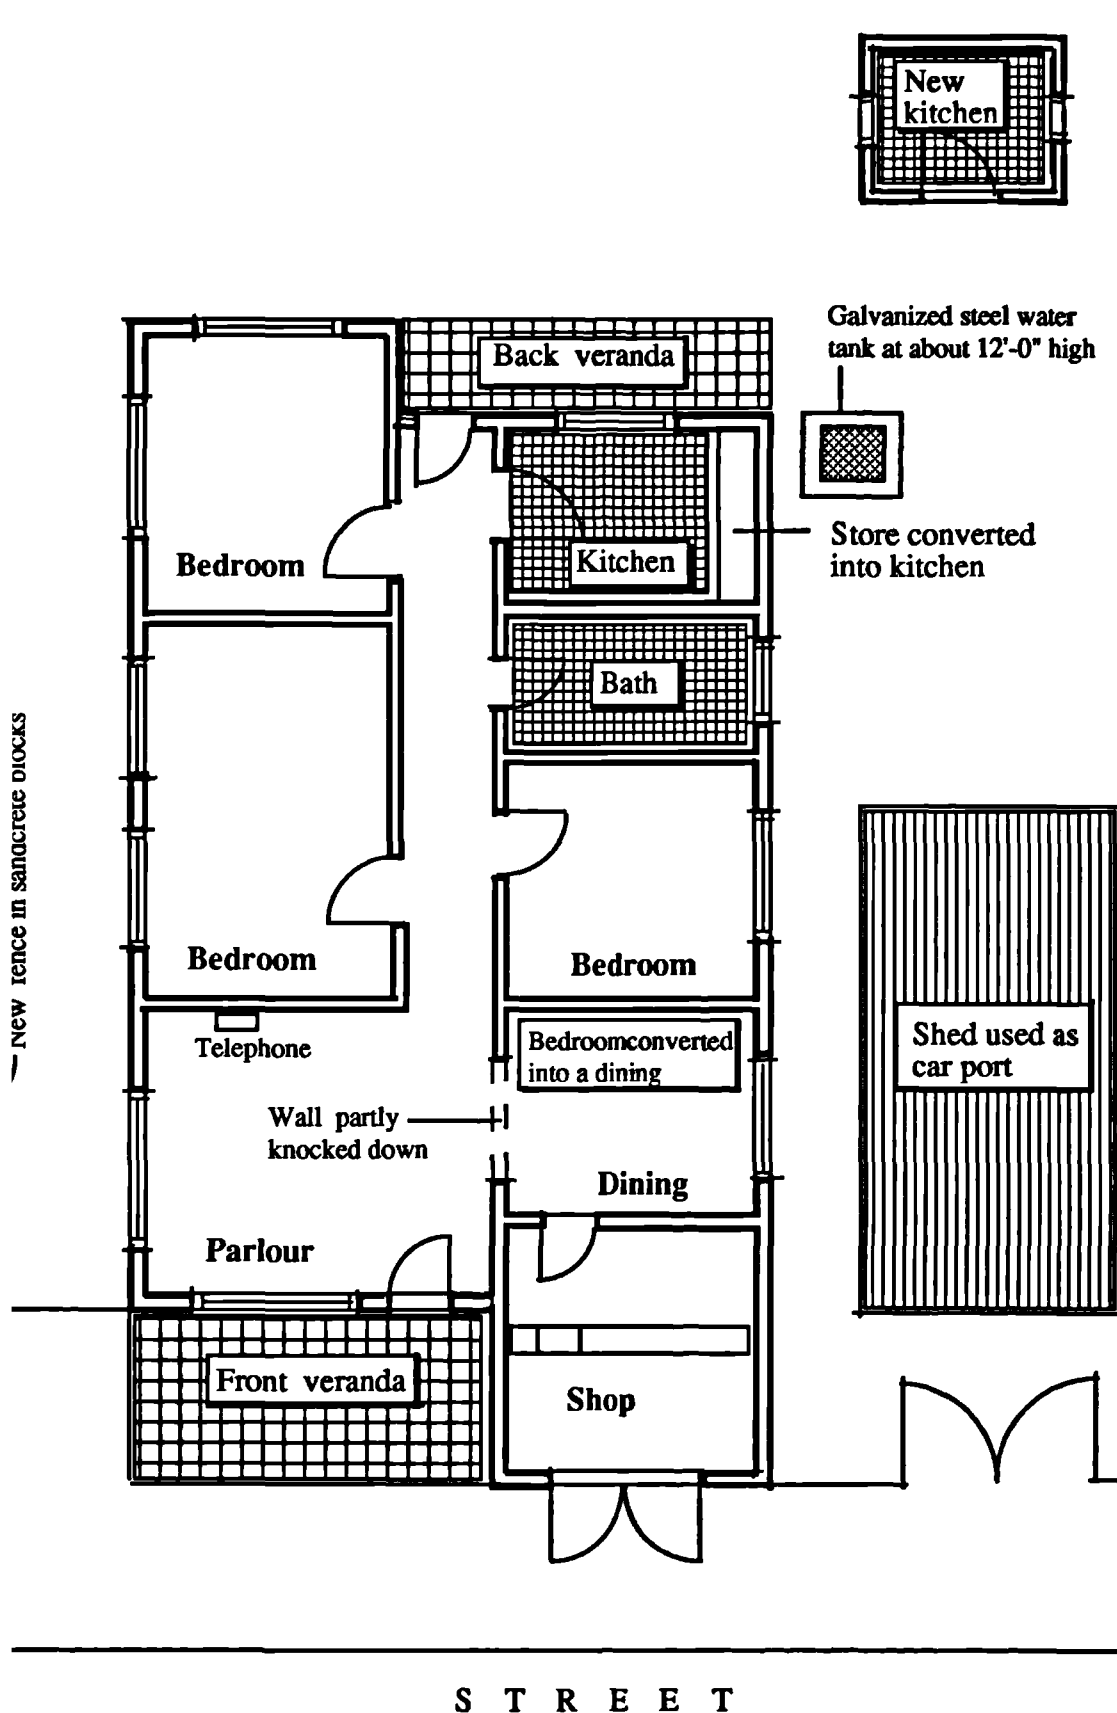 New
kitchen
Galvanized steel water
tank at about 12'-0" high
Back veranda
Store converted
into kitchen
Kitchen
Bedroom
Bath
New fence in sandcrete blocks
Bedroom
Bedroom
Telephone
Bedroomconverted
into a dining
Shed used as
car port
Wall partly
knocked down
Dining
Parlour
Front veranda
Shop
STREET